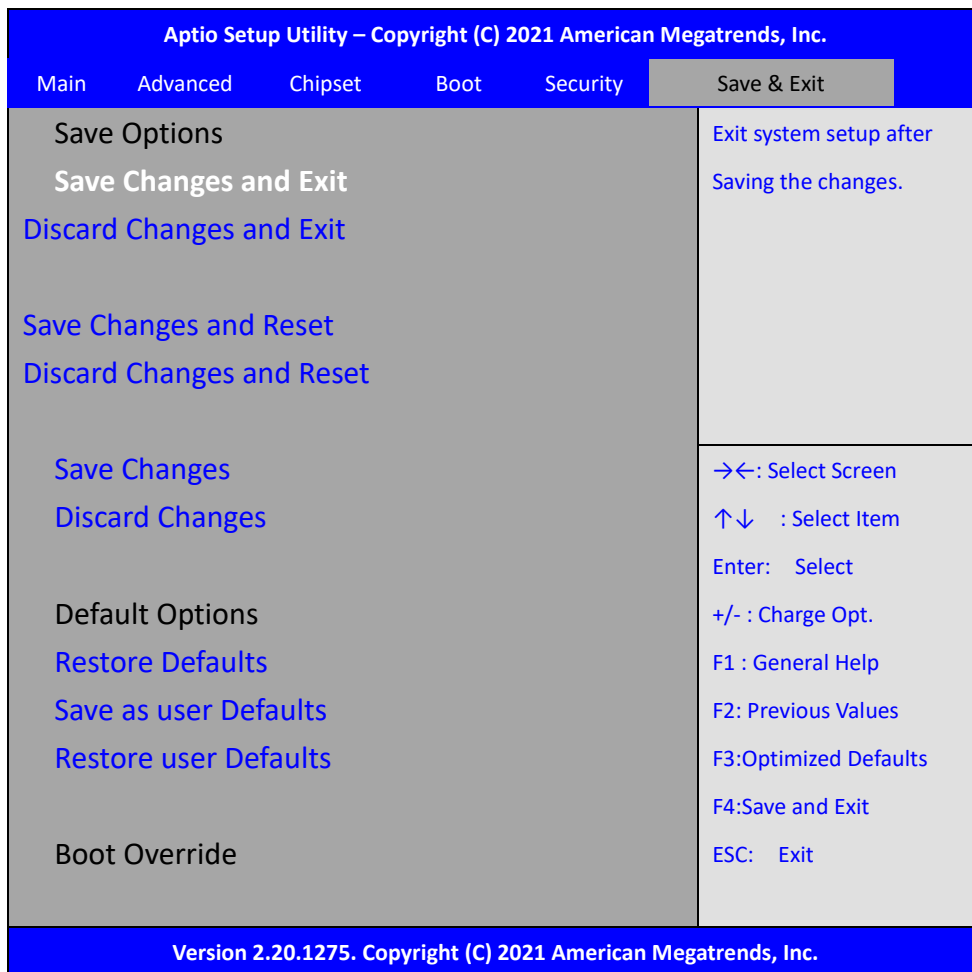 Aptio Setup Utility – Copyright (C) 2021 American Megatrends, Inc.
Main Advanced Chipset Boot Security Save & Exit
Save Options
Save Changes and Exit
Discard Changes and Exit
Save Changes and Reset
Discard Changes and Reset
Save Changes
Discard Changes
Default Options
Restore Defaults
Save as user Defaults
Restore user Defaults
Boot Override
Exit system setup after
Saving the changes.
→←: Select Screen
↑↓ : Select Item
Enter: Select
+/- : Charge Opt.
F1 : General Help
F2: Previous Values
F3:Optimized Defaults
F4:Save and Exit
ESC: Exit
Version 2.20.1275. Copyright (C) 2021 American Megatrends, Inc.